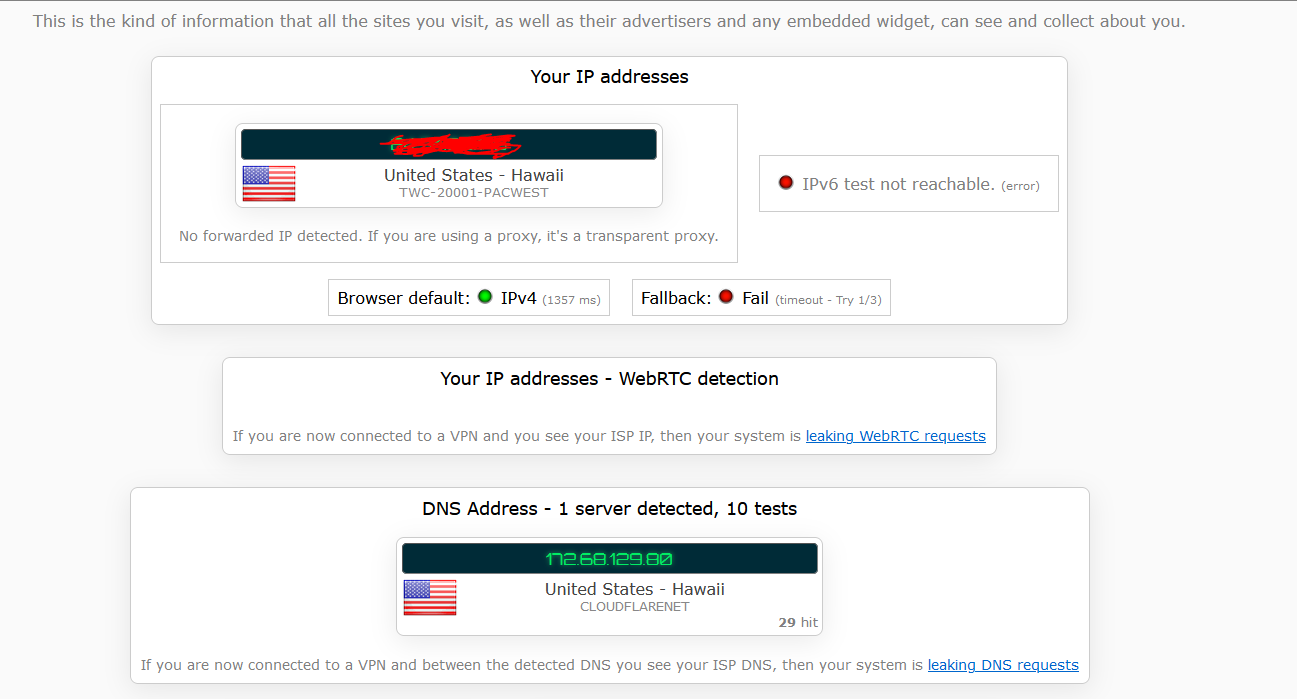 This is the kind of information that all the sites you visit, as well as their advertisers and any embedded widget, can see and collect about you.
Your IP addresses
United States - Hawaii
TWC-20001-PACWEST
No forwarded IP detected. If you are using a proxy, it's a transparent proxy.
IPv6 test not reachable. (error)
Browser default: IPv4 (1357 ms)
Fallback: Fail (timeout - Try 1/3)
Your IP addresses - WebRTC detection
If you are now connected to a VPN and you see your ISP IP, then your system is leaking WebRTC requests
DNS Address - 1 server detected, 10 tests
172.68.129.80
United States - Hawaii
CLOUDFLARENET
29 hit
If you are now connected to a VPN and between the detected DNS you see your ISP DNS, then your system is leaking DNS requests